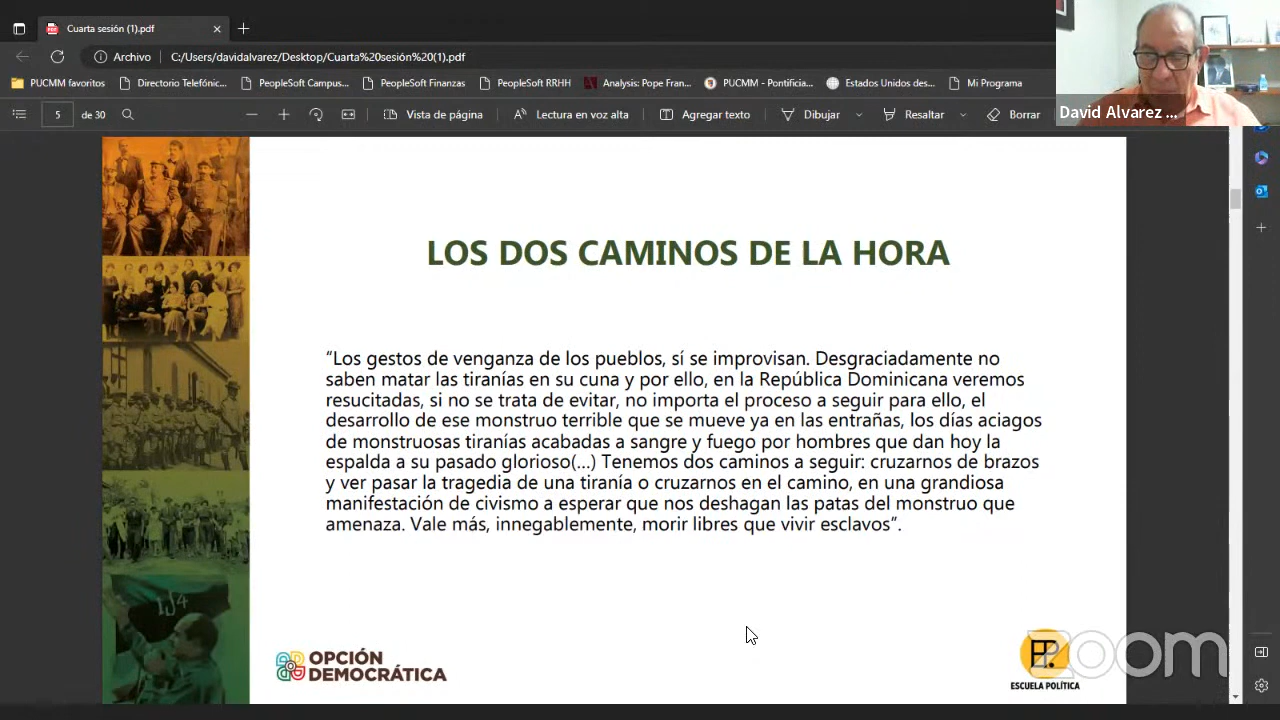 Cuarta sesión (1).pdf
Archivo
C:/Users/davidalvarez/Desktop/Cuarta%20sesión%20(1).pdf
PUCMM favoritos
Directorio Telefónic...
PeopleSoft Campus...
PeopleSoft Finanzas
PeopleSoft RRHH
Analysis: Pope Fran...
PUCMM - Pontificia...
Estados Unidos des...
Mi Programa
5 de 30
Vista de página
Lectura en voz alta
Agregar texto
Dibujar
Resaltar
Borrar
David Alvarez ...
LOS DOS CAMINOS DE LA HORA
“Los gestos de venganza de los pueblos, sí se improvisan. Desgraciadamente no
saben matar las tiranías en su cuna y por ello, en la República Dominicana veremos
resucitadas, si no se trata de evitar, no importa el proceso a seguir para ello, el
desarrollo de ese monstruo terrible que se mueve ya en las entrañas, los días aciagos
de monstruosas tiranías acabadas a sangre y fuego por hombres que dan hoy la
espalda a su pasado glorioso(...) Tenemos dos caminos a seguir: cruzarnos de brazos
y ver pasar la tragedia de una tiranía o cruzarnos en el camino, en una grandiosa
manifestación de civismo a esperar que nos deshagan las patas del monstruo que
amenaza. Vale más, innegablemente, morir libres que vivir esclavos”.
1J4
OPCIÓN
DEMOCRÁTICA
EP.
ESCUELA POLÍTICA
zoom